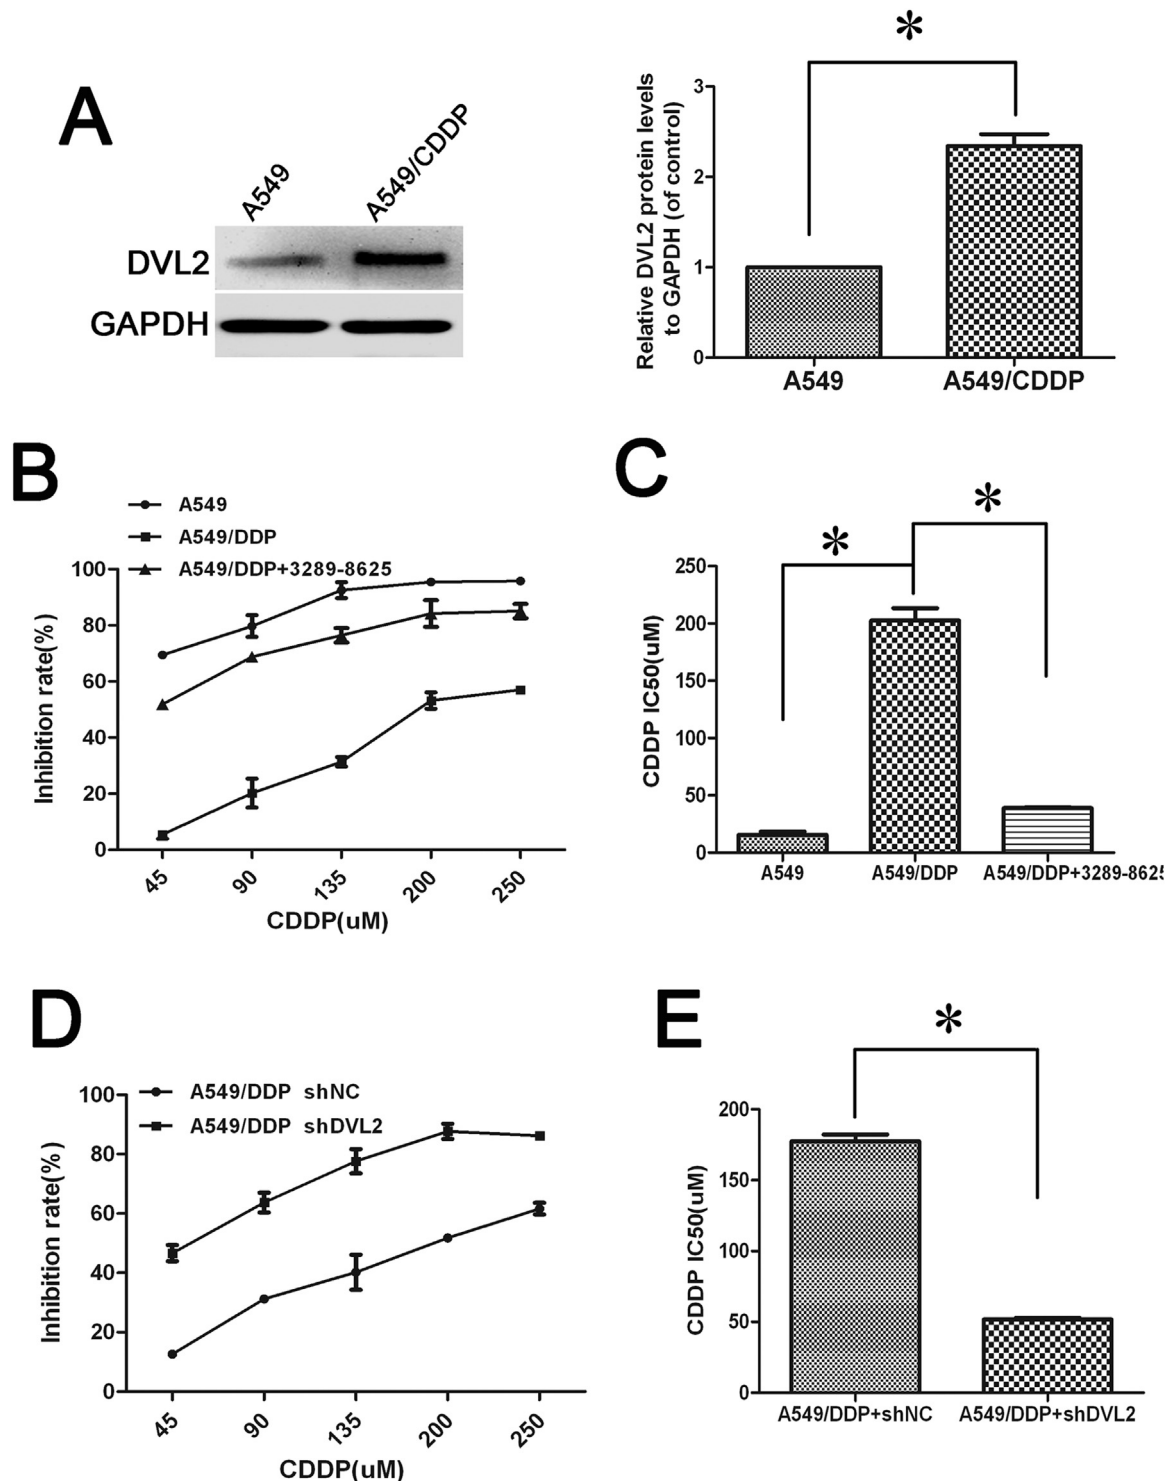 A
A549
A549/CDDP
DVL2
GAPDH
*
Relative DVL2 protein levels
to GAPDH (of control)
3
2
1
0
A549
A549/CDDP
B
A549
A549/DDP
A549/DDP+3289-8625
Inhibition rate(%)
100
80
60
40
20
0
45
90
135
200
250
CDDP(uM)
C
*
*
CDDP IC50(uM)
250
200
150
100
50
0
A549
A549/DDP
A549/DDP+3289-8625
D
A549/DDP shNC
A549/DDP shDVL2
Inhibition rate(%)
100
80
60
40
20
0
45
90
135
200
250
CDDP(uM)
E
*
CDDP IC50(uM)
200
150
100
50
0
A549/DDP+shNC
A549/DDP+shDVL2